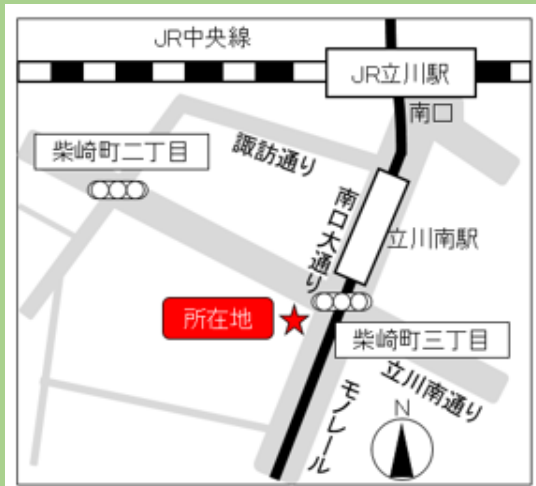 JR中央線
JR立川駅
南口
柴崎町二丁目
諏訪通り
南口大通り
立川南駅
所在地
柴崎町三丁目
立川南通り
モノレール
N